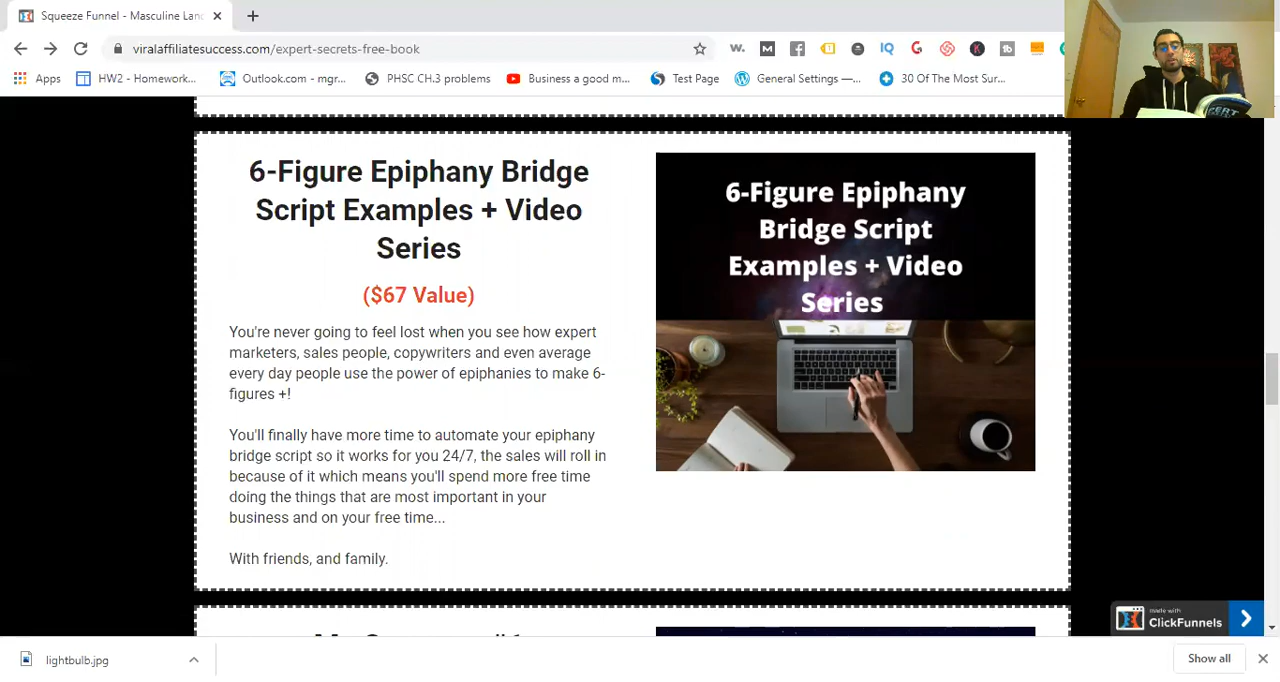 Squeeze Funnel - Masculine Lanc
viralaffiliatesuccess.com/expert-secrets-free-book
Apps
HW2 - Homework...
Outlook.com - mgr...
PHSC CH.3 problems
Business a good m...
Test Page
General Settings —...
30 Of The Most Sur...
6-Figure Epiphany Bridge
Script Examples + Video
Series
($67 Value)
You're never going to feel lost when you see how expert
marketers, sales people, copywriters and even average
every day people use the power of epiphanies to make 6-
figures +!
You'll finally have more time to automate your epiphany
bridge script so it works for you 24/7, the sales will roll in
because of it which means you'll spend more free time
doing the things that are most important in your
business and on your free time...
With friends, and family.
6-Figure Epiphany
Bridge Script
Examples + Video
Series
made with
ClickFunnels
lightbulb.jpg
Show all